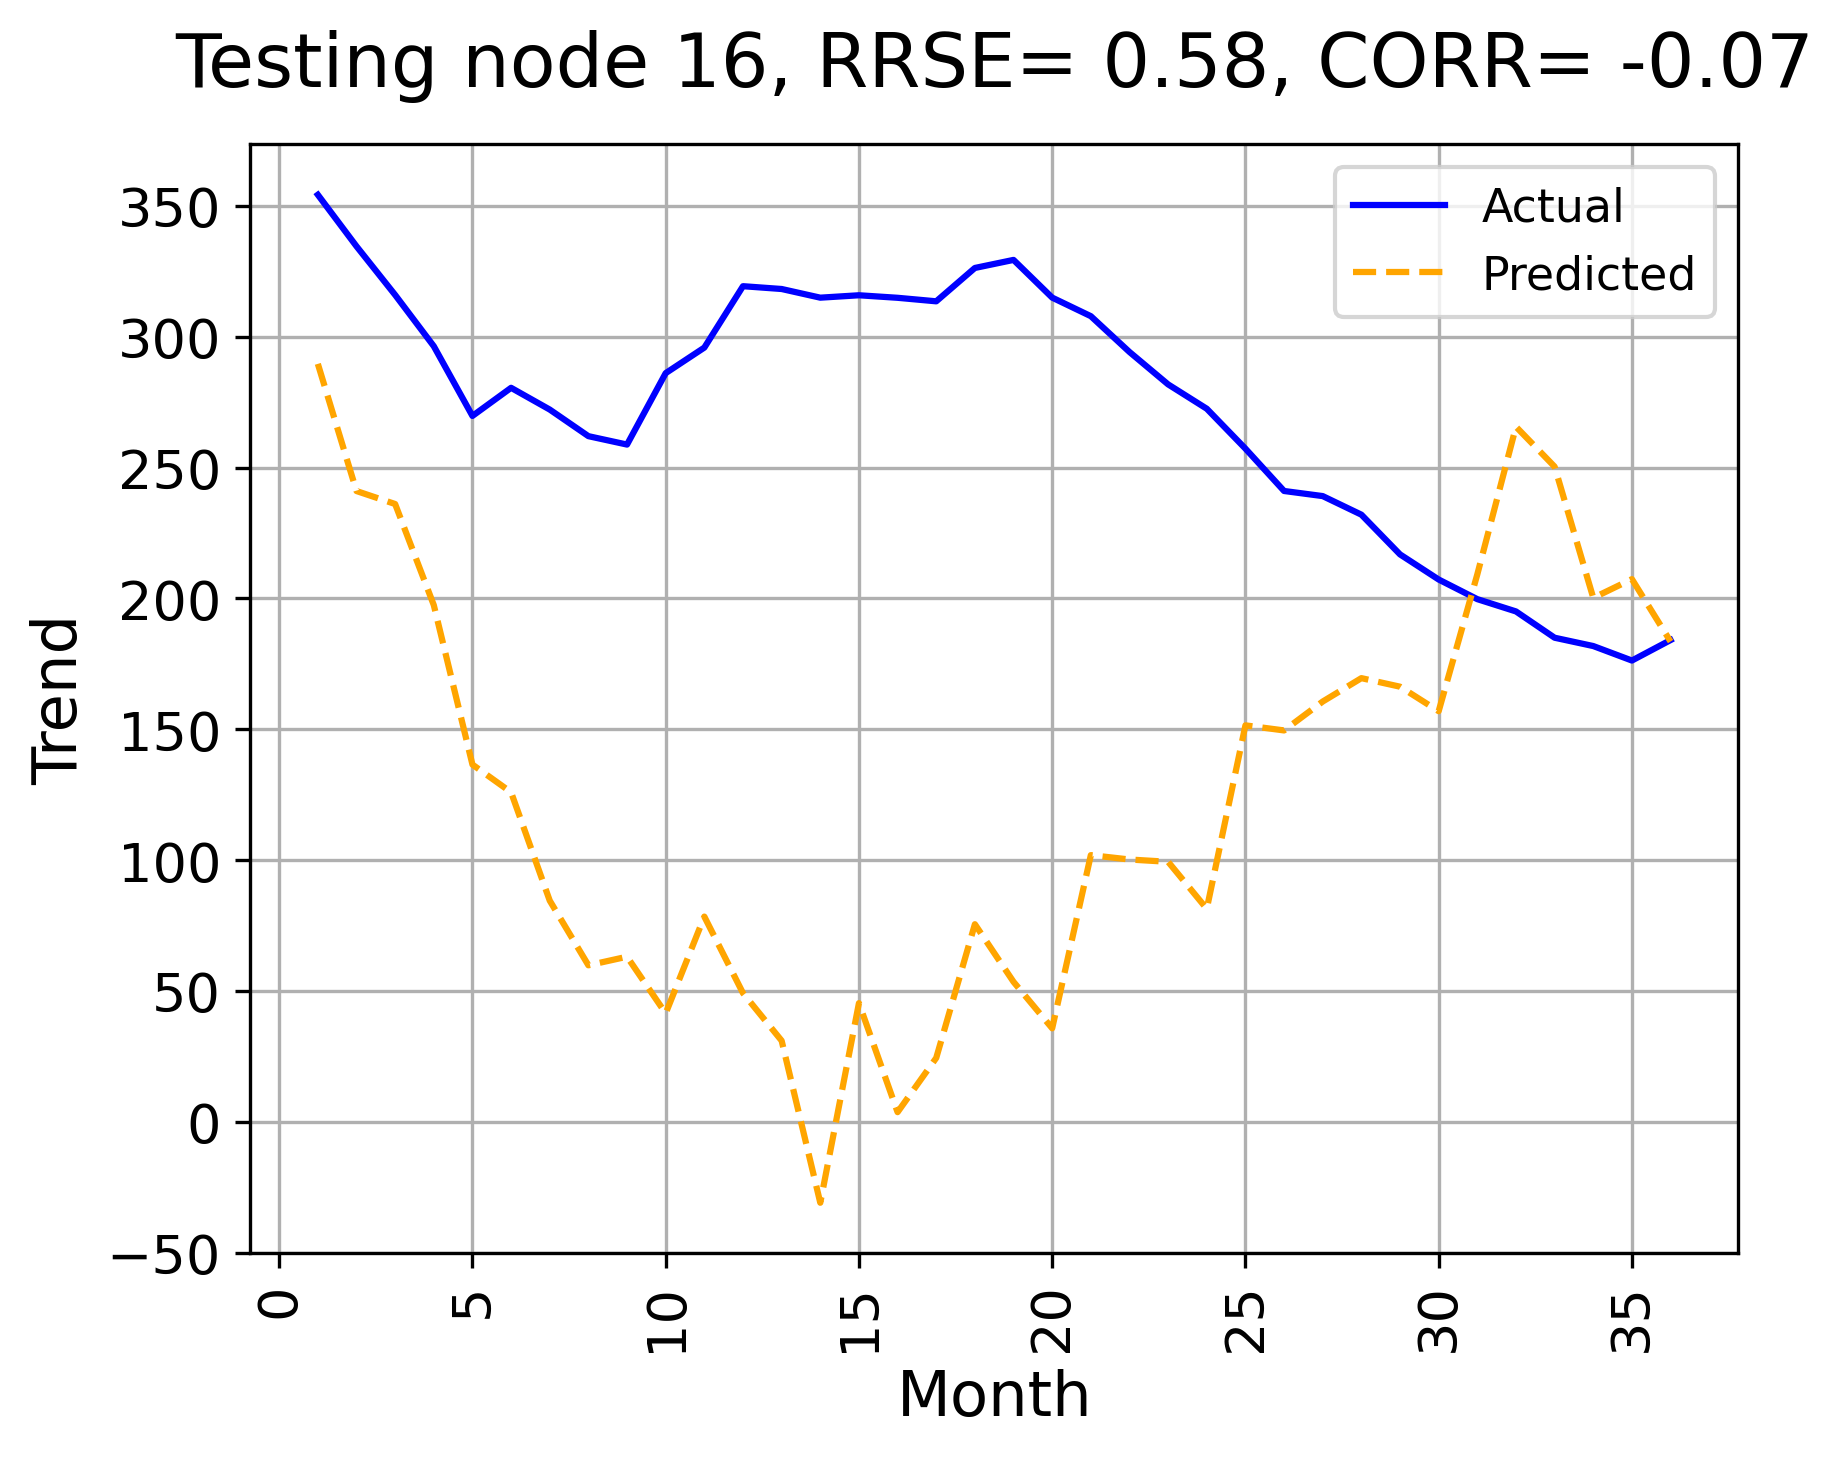 Testing node 16, RRSE= 0.58, CORR= -0.07
Actual
Predicted
350
300
250
200
150
100
50
0
−50
Trend
0 5 10 15 20 25 30 35
Month